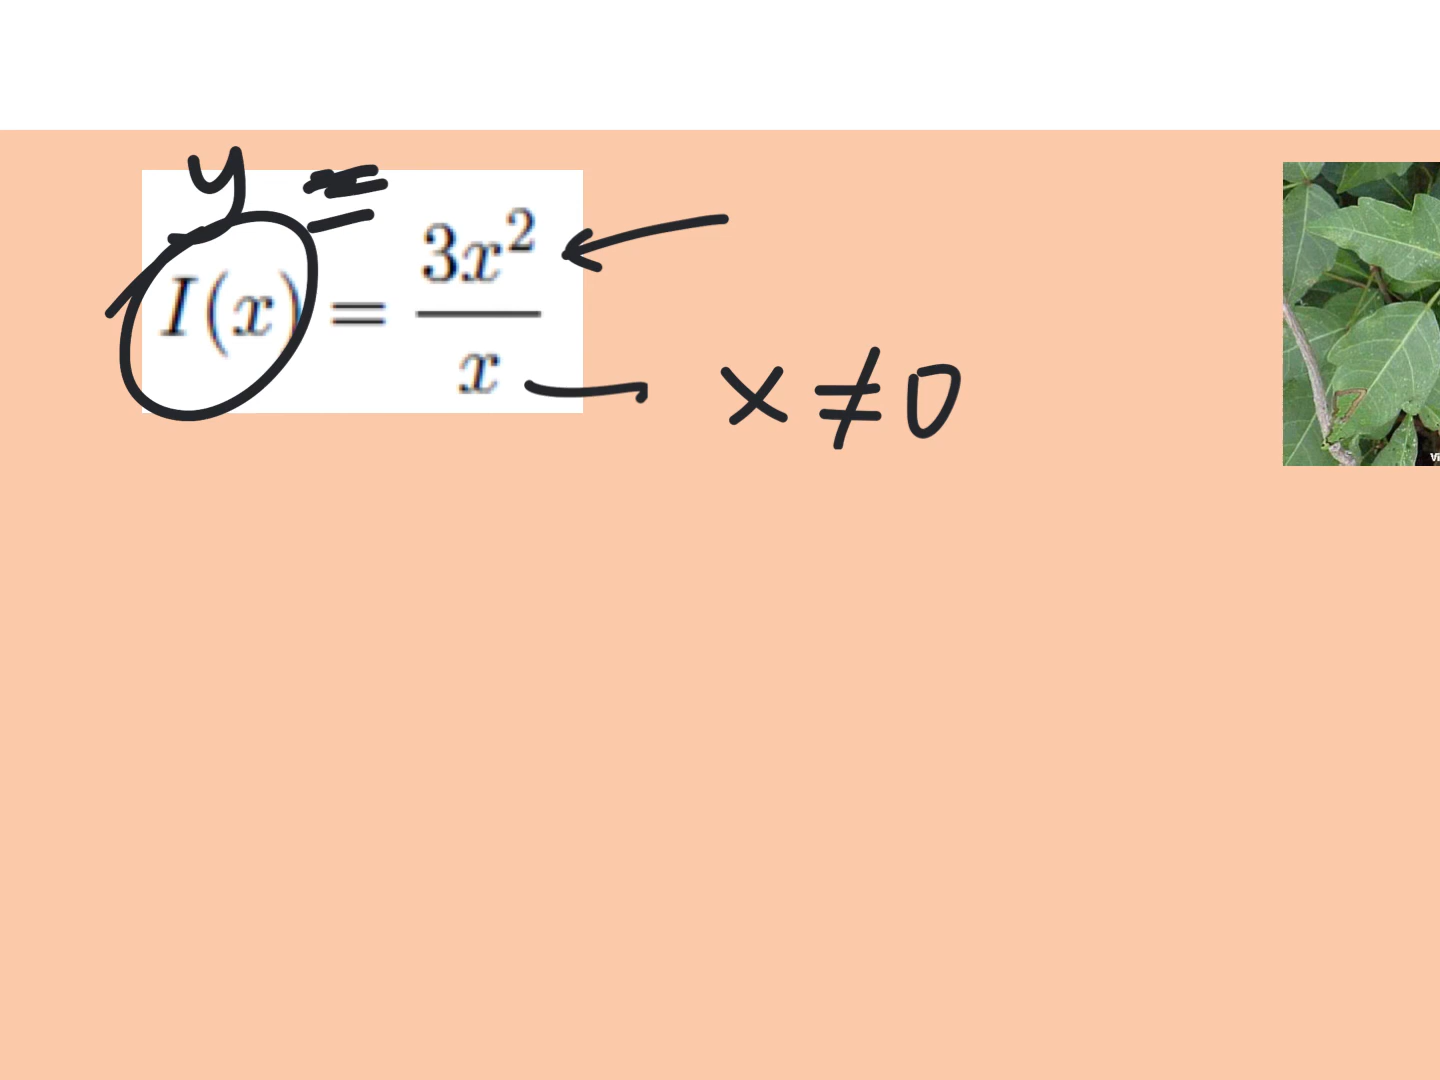 y =
I(x) = 3x²/x
x ≠ 0